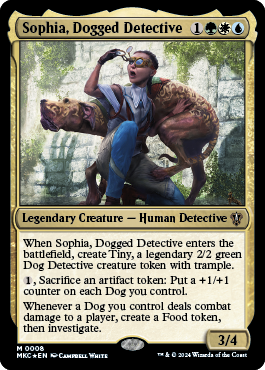 Sophia, Dogged Detective 1
Legendary Creature — Human Detective
When Sophia, Dogged Detective enters the
battlefield, create Tiny, a legendary 2/2 green
Dog Detective creature token with trample.
1, Sacrifice an artifact token: Put a +1/+1
counter on each Dog you control.
Whenever a Dog you control deals combat
damage to a player, create a Food token,
then investigate.
3/4
M 0008
MKC★EN CAMPBELL WHITE
™ & © 2024 Wizards of the Coast